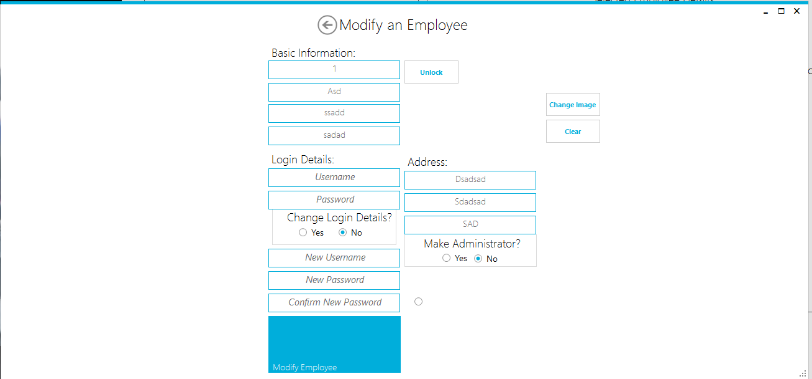 Modify an Employee
Basic Information:
1
Unlock
Asd
ssadd
Change Image
sadad
Clear
Login Details:
Address:
Username
Dsadsad
Password
Sdadsad
Change Login Details?
SAD
Yes No
Make Administrator?
Yes No
New Username
New Password
Confirm New Password
Modify Employee